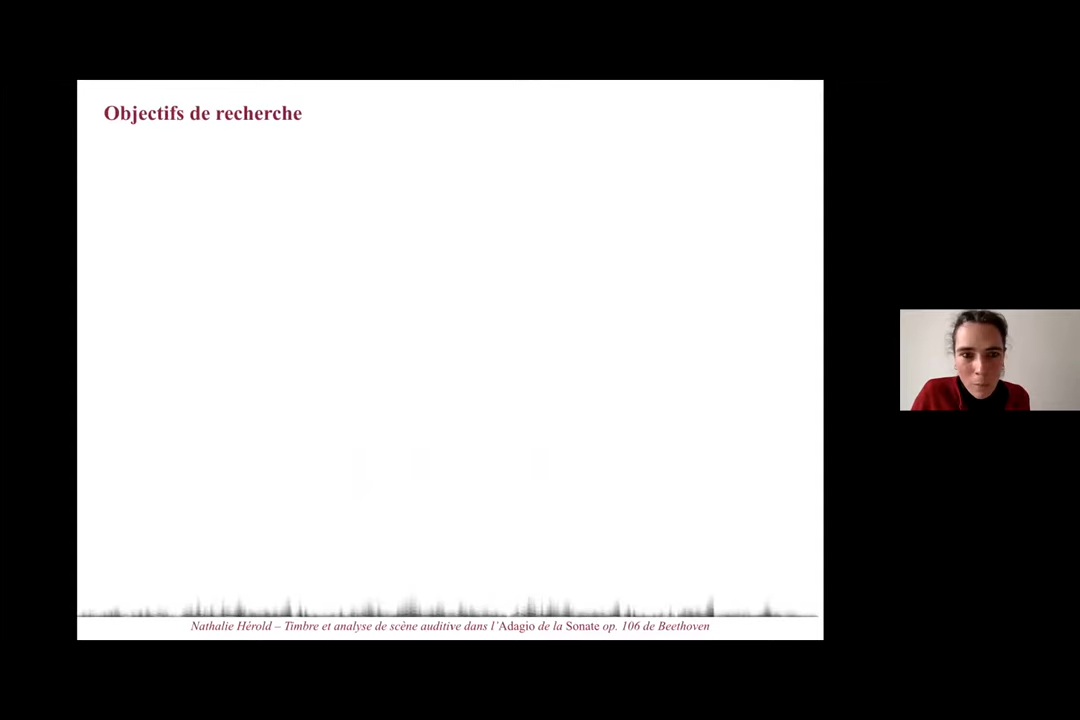 Objectifs de recherche
Nathalie Hérold – Timbre et analyse de scène auditive dans l’Adagio de la Sonate op. 106 de Beethoven